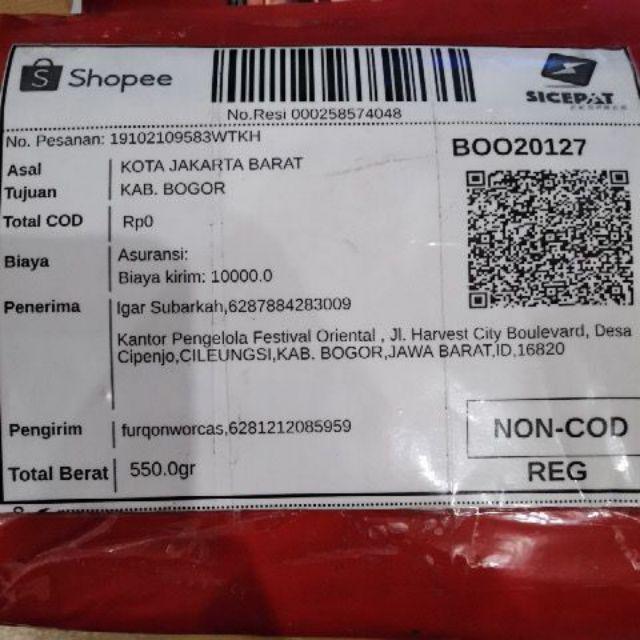 Shopee
SICEPAT
EKSPRES
No.Resi 000258574048
No. Pesanan: 19102109583WTKH
BOO20127
Asal KOTA JAKARTA BARAT
Tujuan KAB. BOGOR
Total COD Rp0
Biaya Asuransi:
Biaya kirim: 10000.0
Penerima Igar Subarkah,6287884283009
Kantor Pengelola Festival Oriental , Jl. Harvest City Boulevard, Desa
Cipenjo,CILEUNGSI,KAB. BOGOR,JAWA BARAT,ID,16820
Pengirim furqonworcas,6281212085959
NON-COD
Total Berat 550.0gr
REG